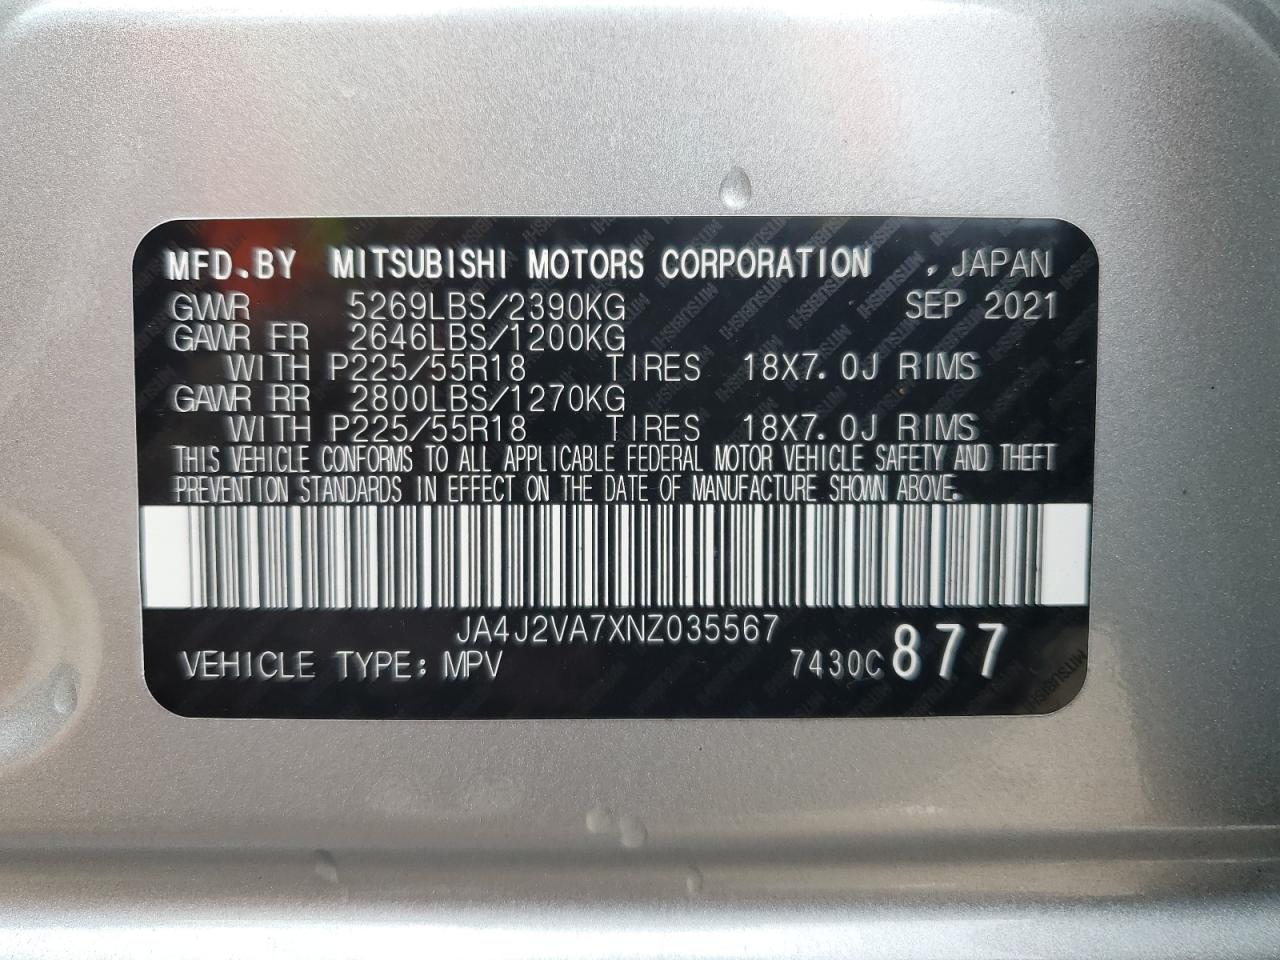 MFD.BY MITSUBISHI MOTORS CORPORATION , JAPAN
GVWR 5269LBS/2390KG SEP 2021
GAWR FR 2646LBS/1200KG
WITH P225/55R18 TIRES 18X7.0J RIMS
GAWR RR 2800LBS/1270KG
WITH P225/55R18 TIRES 18X7.0J RIMS
THIS VEHICLE CONFORMS TO ALL APPLICABLE FEDERAL MOTOR VEHICLE SAFETY AND THEFT
PREVENTION STANDARDS IN EFFECT ON THE DATE OF MANUFACTURE SHOWN ABOVE.
JA4J2VA7XNZ035567
VEHICLE TYPE: MPV 7430C 877